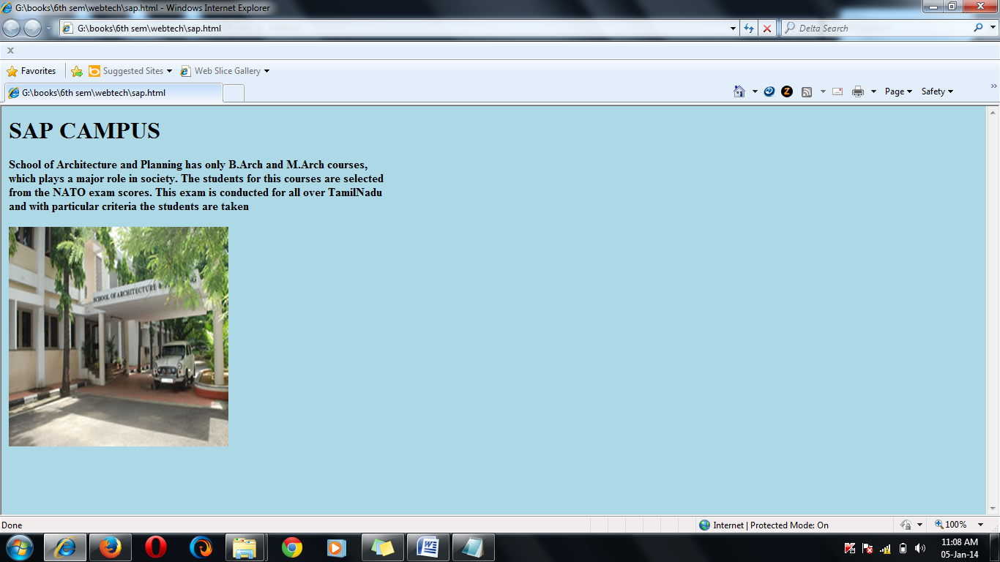 G:\books\6th sem\webtech\sap.html - Windows Internet Explorer
G:\books\6th sem\webtech\sap.html
Delta Search
x
Favorites
Suggested Sites
Web Slice Gallery
G:\books\6th sem\webtech\sap.html
Page
Safety
SAP CAMPUS
School of Architecture and Planning has only B.Arch and M.Arch courses,
which plays a major role in society. The students for this courses are selected
from the NATO exam scores. This exam is conducted for all over TamilNadu
and with particular criteria the students are taken
SCHOOL OF ARCHITECTURE &
Done
Internet | Protected Mode: On
100%
11:08 AM
05-Jan-14